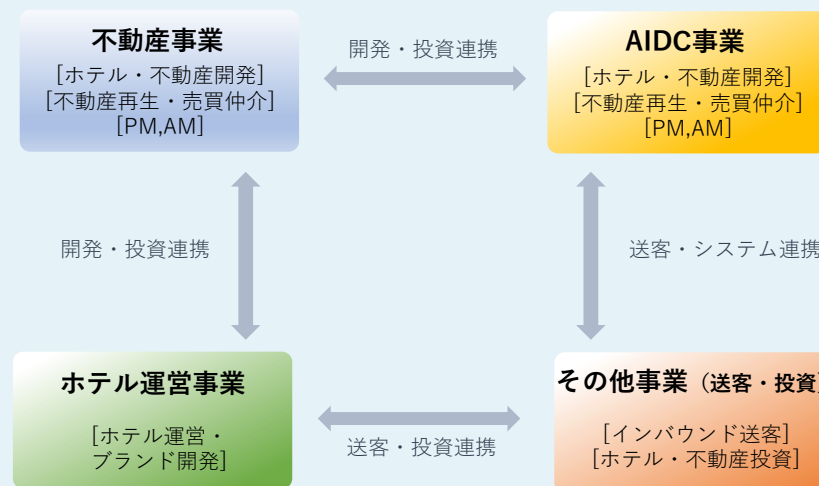 不動産事業
[ホテル・不動産開発]
[不動産再生・売買仲介]
[PM,AM]
開発・投資連携
AIDC事業
[ホテル・不動産開発]
[不動産再生・売買仲介]
[PM,AM]
開発・投資連携
送客・システム連携
ホテル運営事業
[ホテル運営・
ブランド開発]
送客・投資連携
その他事業（送客・投資）
[インバウンド送客]
[ホテル・不動産投資]